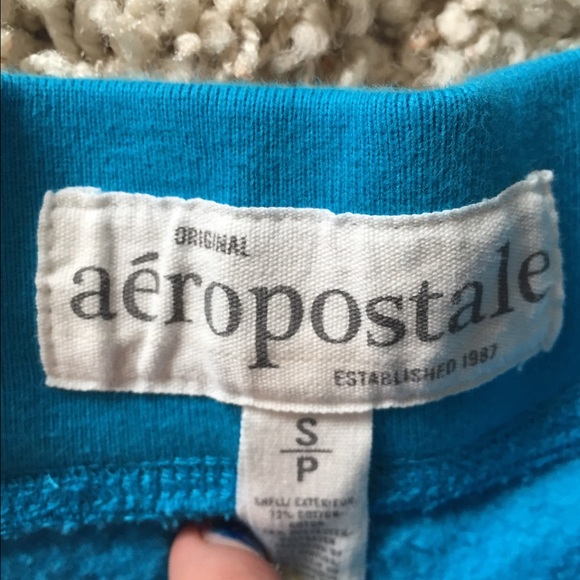 ORIGINAL
aéropostale
ESTABLISHED 1987
S
P
SHELL/ EXTERIEUR